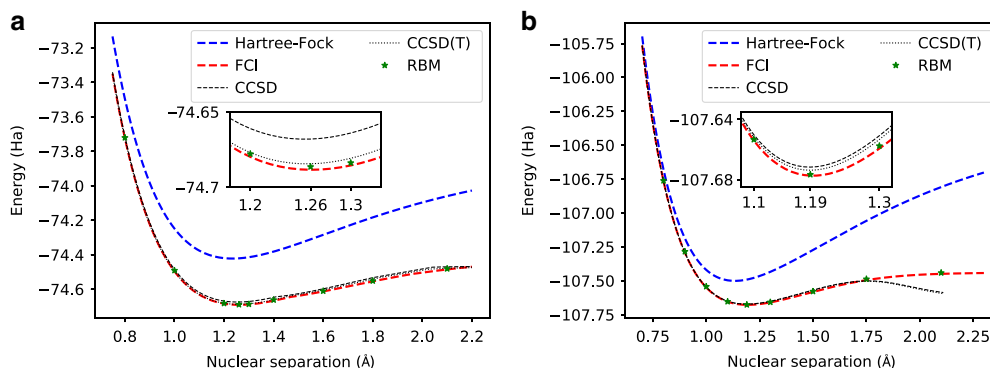 a
Energy (Ha)
−73.2
−73.4
−73.6
−73.8
−74.0
−74.2
−74.4
−74.6
Hartree-Fock
FCI
CCSD
CCSD(T)
RBM
−74.65
−74.7
1.2 1.26 1.3
0.8 1.0 1.2 1.4 1.6 1.8 2.0 2.2
Nuclear separation (Å)
b
Energy (Ha)
−105.75
−106.00
−106.25
−106.50
−106.75
−107.00
−107.25
−107.50
−107.75
Hartree-Fock
FCI
CCSD
CCSD(T)
RBM
−107.64
−107.68
1.1 1.19 1.3
0.75 1.00 1.25 1.50 1.75 2.00 2.25
Nuclear separation (Å)